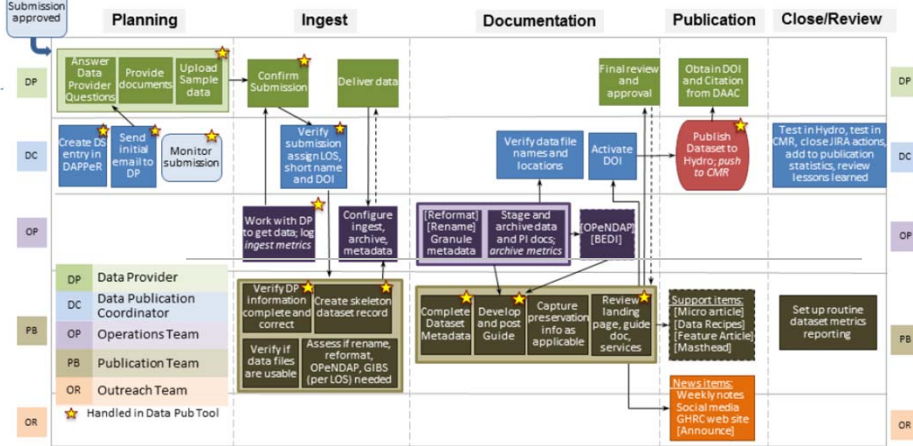 Submission
approved
Planning
Ingest
Documentation
Publication
Close/Review
DP
Answer
Data
Provider
Questions
Provide
documents
Upload
Sample
data
Confirm
Submission
Deliver data
Final review
and
approval
Obtain DOI
and Citation
from DAAC
DP
DC
Create DS
entry in
DAPPeR
Send
initial
email to
DP
Monitor
submission
Verify
submission
assign LOS,
short name
and DOI
Verify data file
names and
locations
Activate
DOI
Publish
Dataset to
Hydro; push
to CMR
Test in Hydro, test in
CMR, close JIRA actions,
add to publication
statistics, review
lessons learned
DC
OP
Work with DP
to get data; log
ingest metrics
Configure
ingest,
archive,
metadata
[Reformat]
[Rename]
Granule
metadata
Stage and
archive data
and PI docs;
archive metrics
[OPeNDAP]
[BEDI]
OP
DP Data Provider
DC Data Publication
Coordinator
OP Operations Team
PB Publication Team
OR Outreach Team
Handled in Data Pub Tool
PB
Verify DP
information
complete and
correct
Create skeleton
dataset record
Verify if
data files
are usable
Assess if rename,
reformat,
OPeNDAP, GIBS
(per LOS) needed
Complete
Dataset
Metadata
Develop
and post
Guide
Capture
preservation
info as
applicable
Review
landing
page, guide
doc,
services
Support items:
[Micro article]
[Data Recipes]
[Feature Article]
[Masthead]
Set up routine
dataset metrics
reporting
PB
OR
News items:
Weekly notes
Social media
GHRC web site
[Announce]
OR